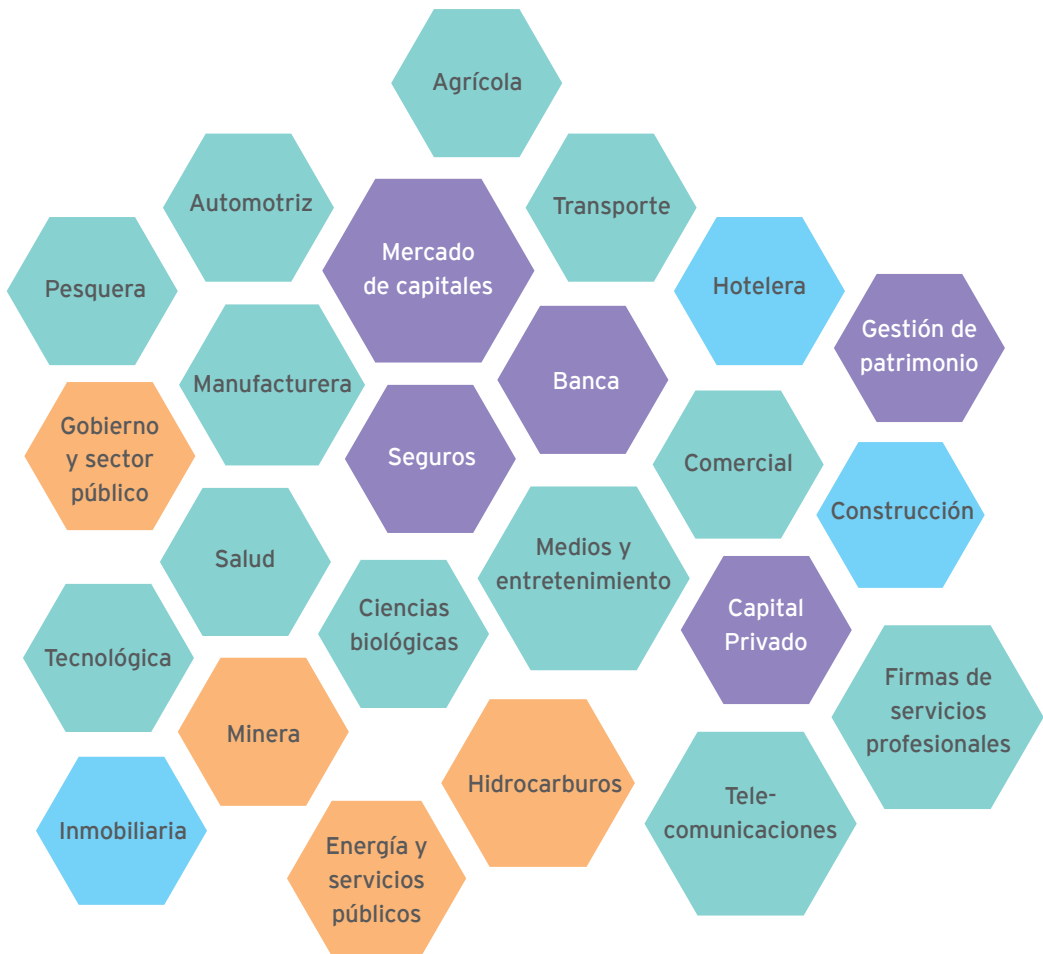 Agrícola
Automotriz
Transporte
Mercado
de capitales
Pesquera
Hotelera
Gestión de
patrimonio
Manufacturera
Banca
Gobierno
y sector
público
Seguros
Comercial
Construcción
Salud
Medios y
entretenimiento
Ciencias
biológicas
Capital
Privado
Tecnológica
Firmas de
servicios
profesionales
Minera
Hidrocarburos
Tele-
comunicaciones
Inmobiliaria
Energía y
servicios
públicos